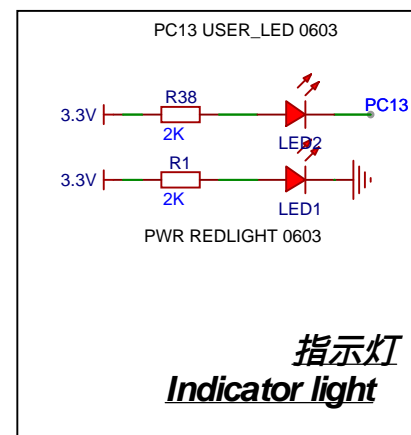 PC13 USER_LED 0603
R38
3.3V
PC13
2K
LED2
R1
3.3V
2K
LED1
PWR REDLIGHT 0603
指示灯
Indicator light